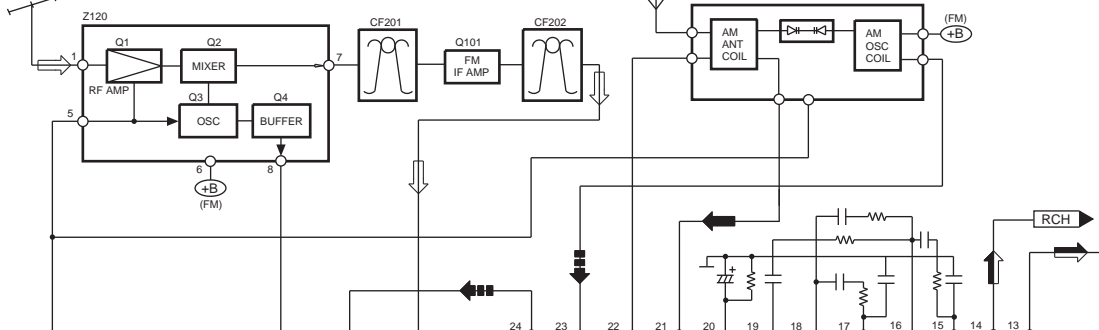 Z120
1
Q1
RF AMP
Q2
MIXER
Q3
OSC
Q4
BUFFER
5
6
+B
(FM)
8
7
CF201
Q101
FM
IF AMP
CF202
AM
ANT
COIL
AM
OSC
COIL
(FM)
+B
+
RCH
24
23
22
21
20
19
18
17
16
15
14
13